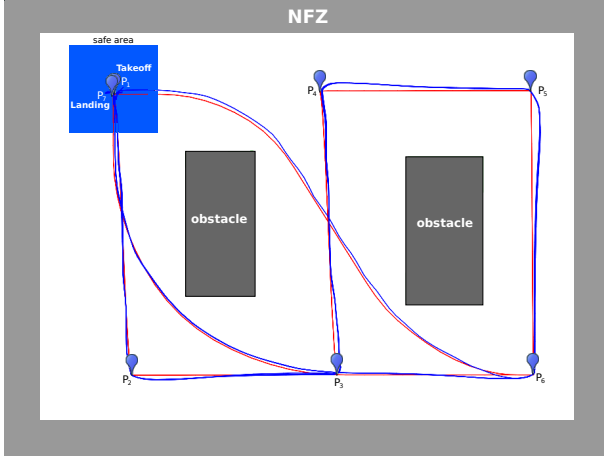 NFZ
safe area
Takeoff
P1
P7
Landing
P4
P5
obstacle
obstacle
P2
P3
P6